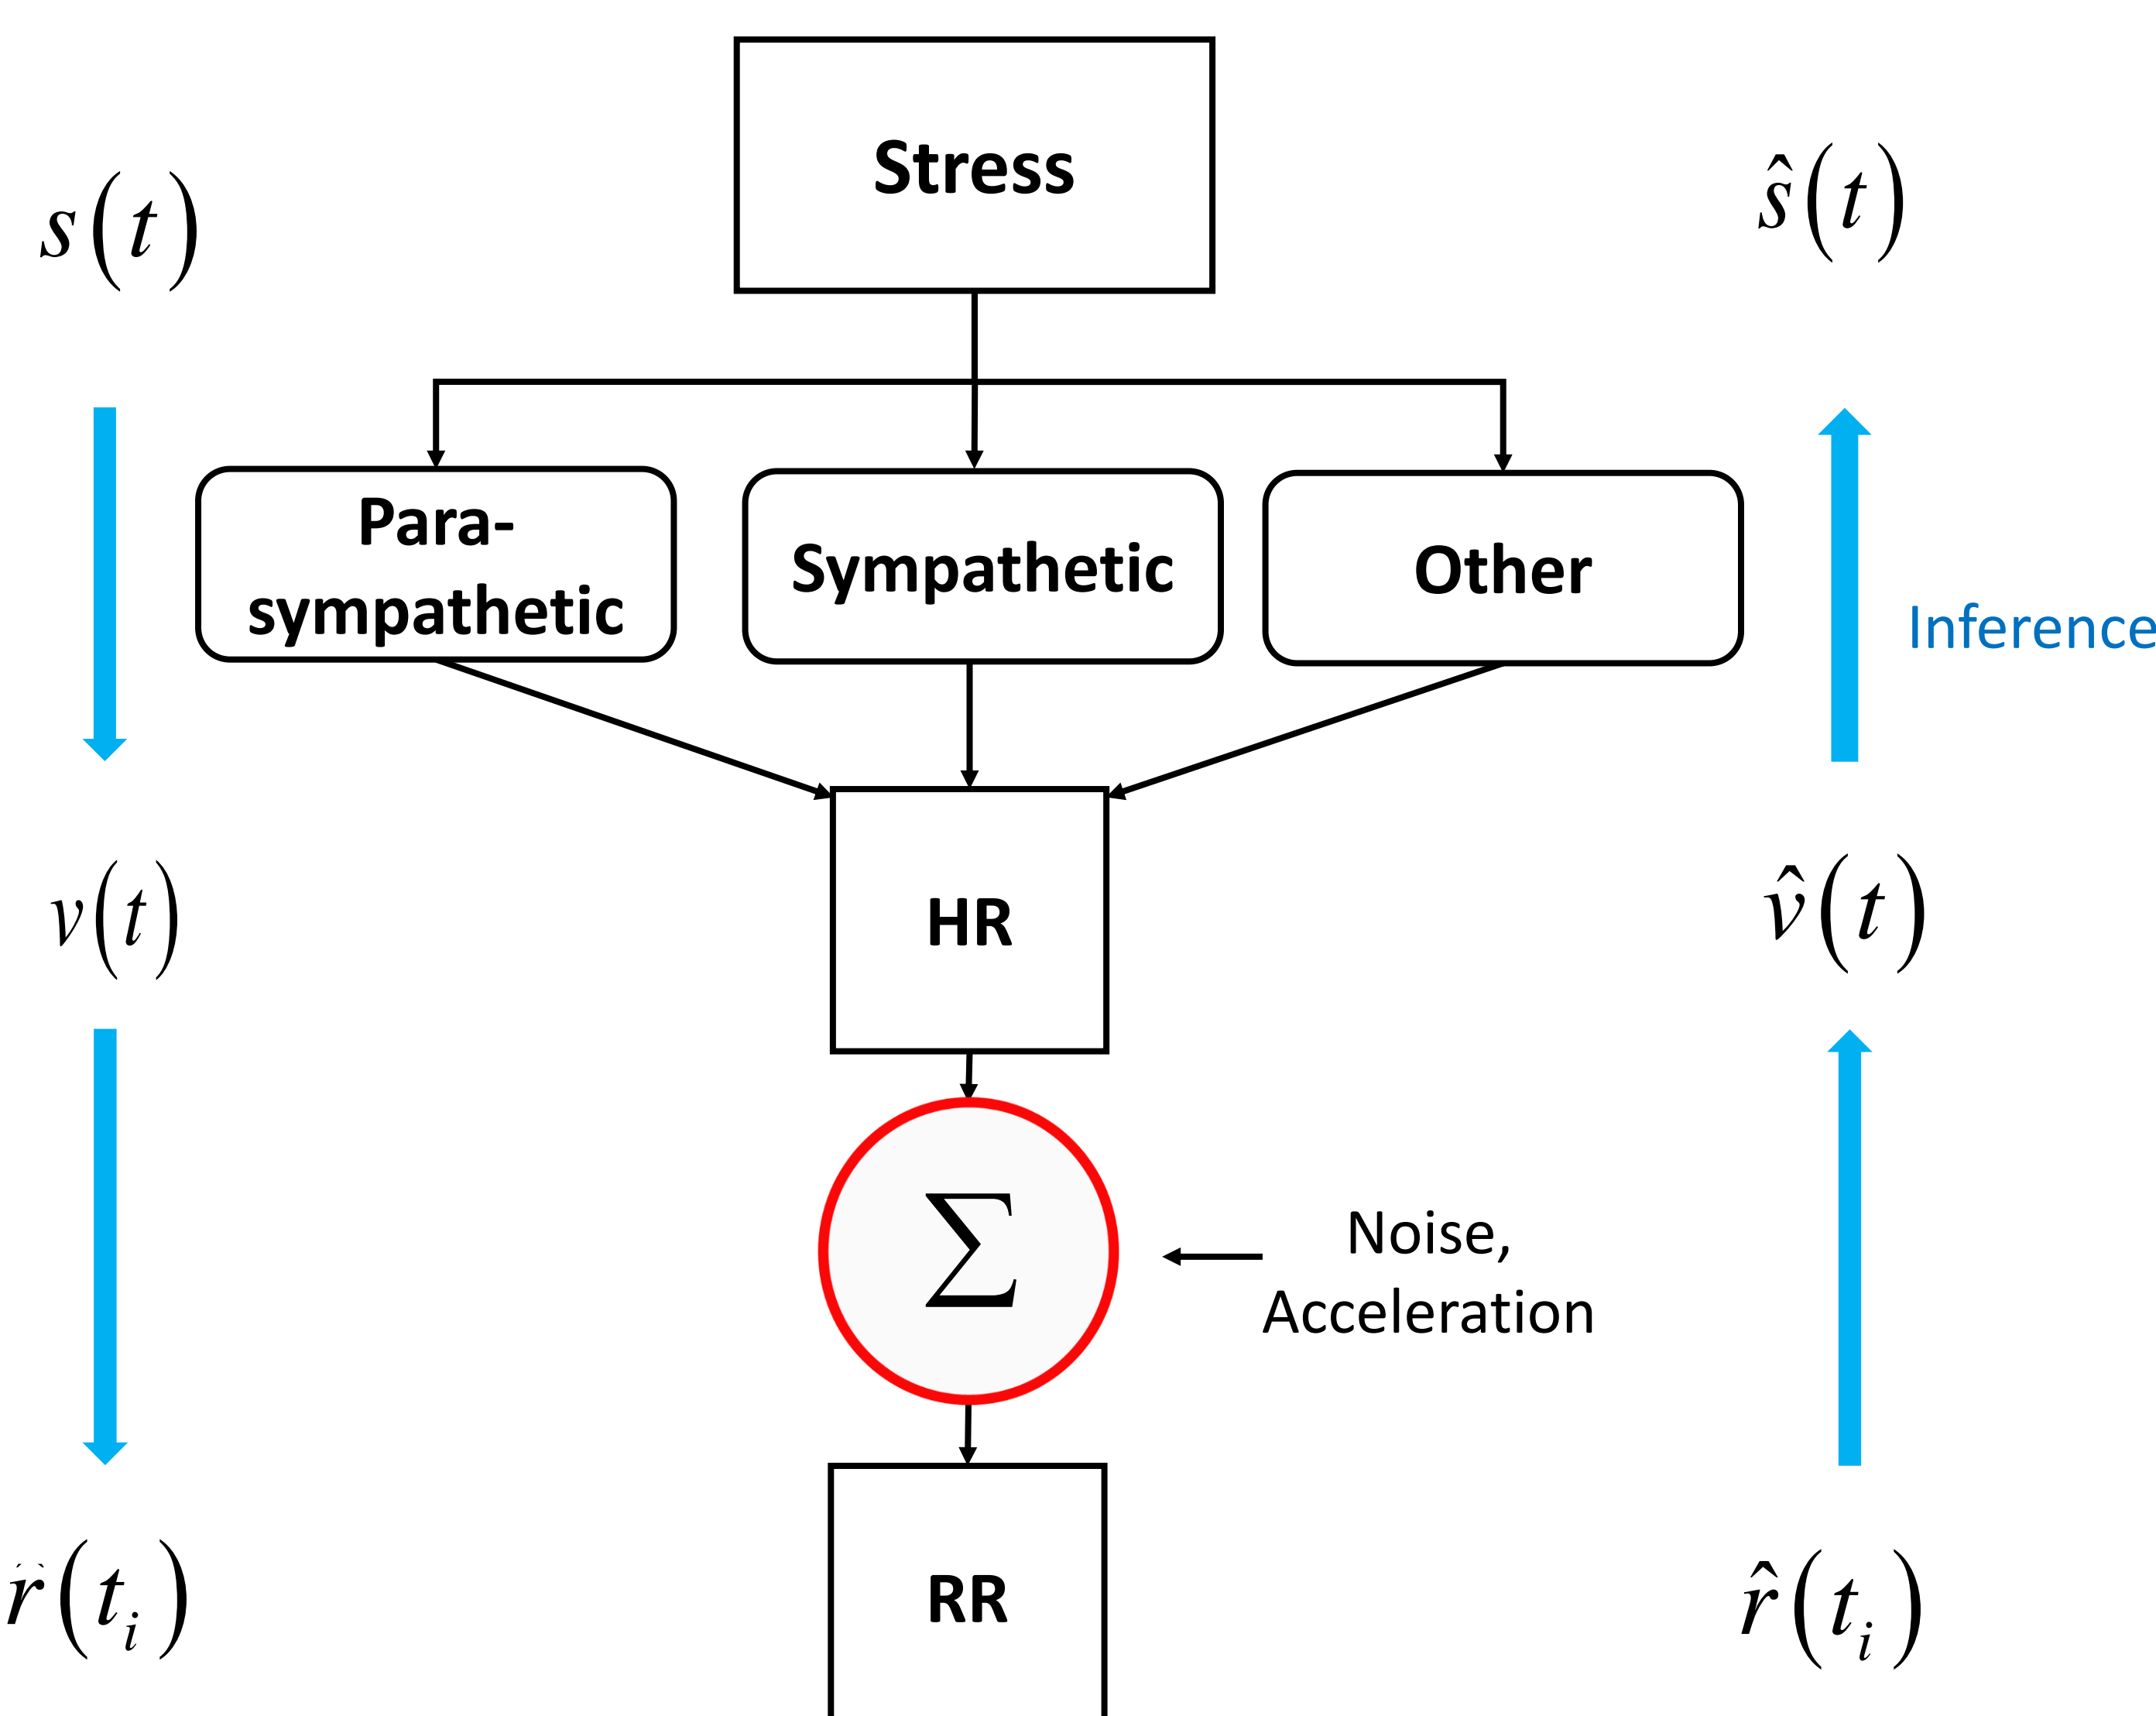 Stress
s(t)
ŝ(t)
Para-
sympathetic
Sympathetic
Other
Inference
v(t)
HR
v̂(t)
Σ
Noise,
Acceleration
r(tᵢ)
RR
r̂(tᵢ)